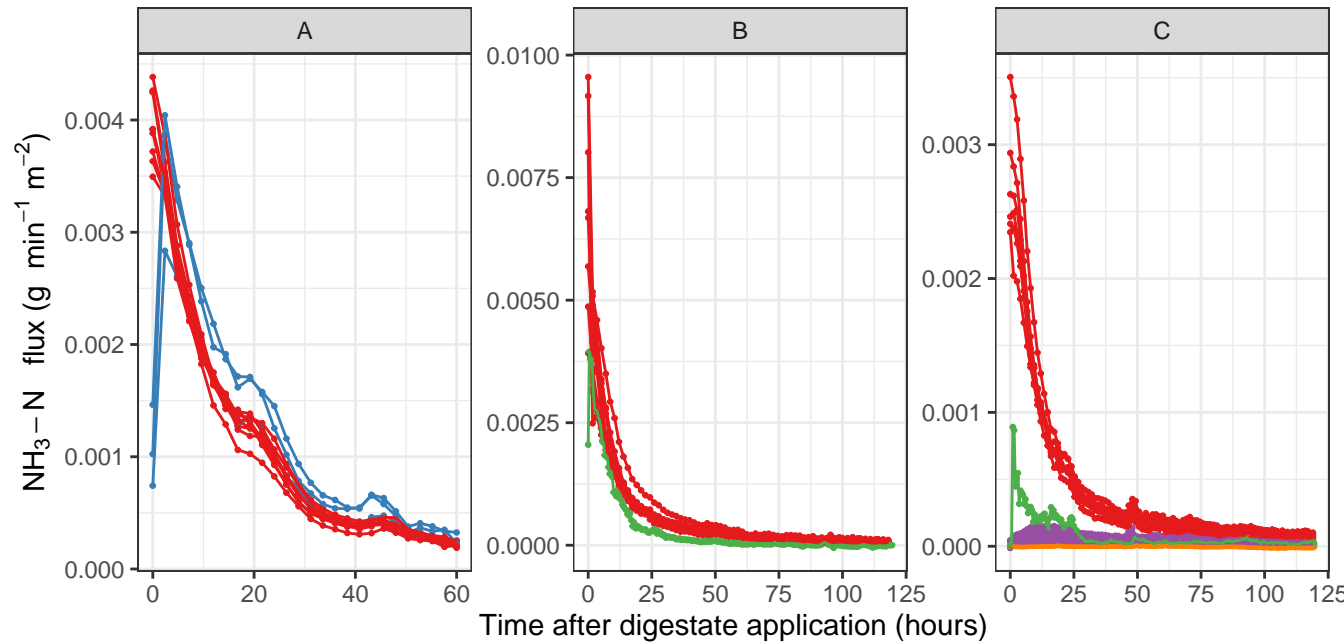 A B C
0.004
0.003
0.002
0.001
0.000
0.0100
0.0075
0.0050
0.0025
0.0000
0.003
0.002
0.001
0.000
0 20 40 60
0 25 50 75 100 125
0 25 50 75 100 125
NH₃−N flux (g min⁻¹ m⁻²)
Time after digestate application (hours)